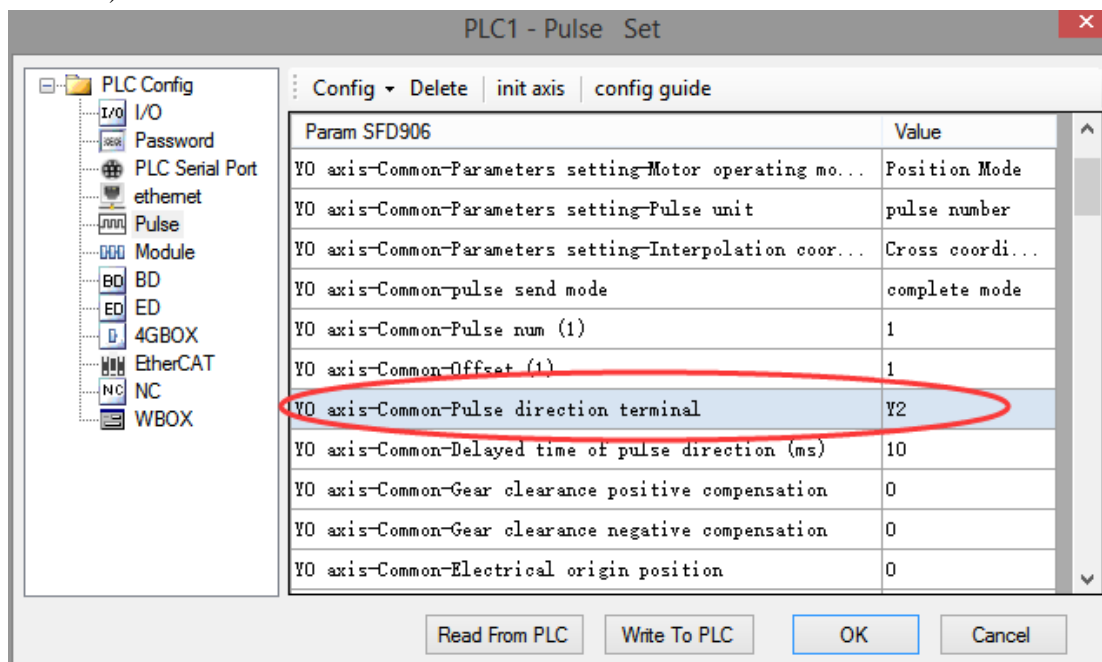 PLC1 - Pulse Set
PLC Config
I/O
Password
PLC Serial Port
ethernet
Pulse
Module
BD
ED
4GBOX
EtherCAT
NC
WBOX
Config Delete init axis config guide
Param SFD906 Value
Y0 axis-Common-Parameters setting-Motor operating mo... Position Mode
Y0 axis-Common-Parameters setting-Pulse unit pulse number
Y0 axis-Common-Parameters setting-Interpolation coor... Cross coordi...
Y0 axis-Common-pulse send mode complete mode
Y0 axis-Common-Pulse num (1) 1
Y0 axis-Common-Offset (1) 1
Y0 axis-Common-Pulse direction terminal Y2
Y0 axis-Common-Delayed time of pulse direction (ms) 10
Y0 axis-Common-Gear clearance positive compensation 0
Y0 axis-Common-Gear clearance negative compensation 0
Y0 axis-Common-Electrical origin position 0
Read From PLC Write To PLC OK Cancel